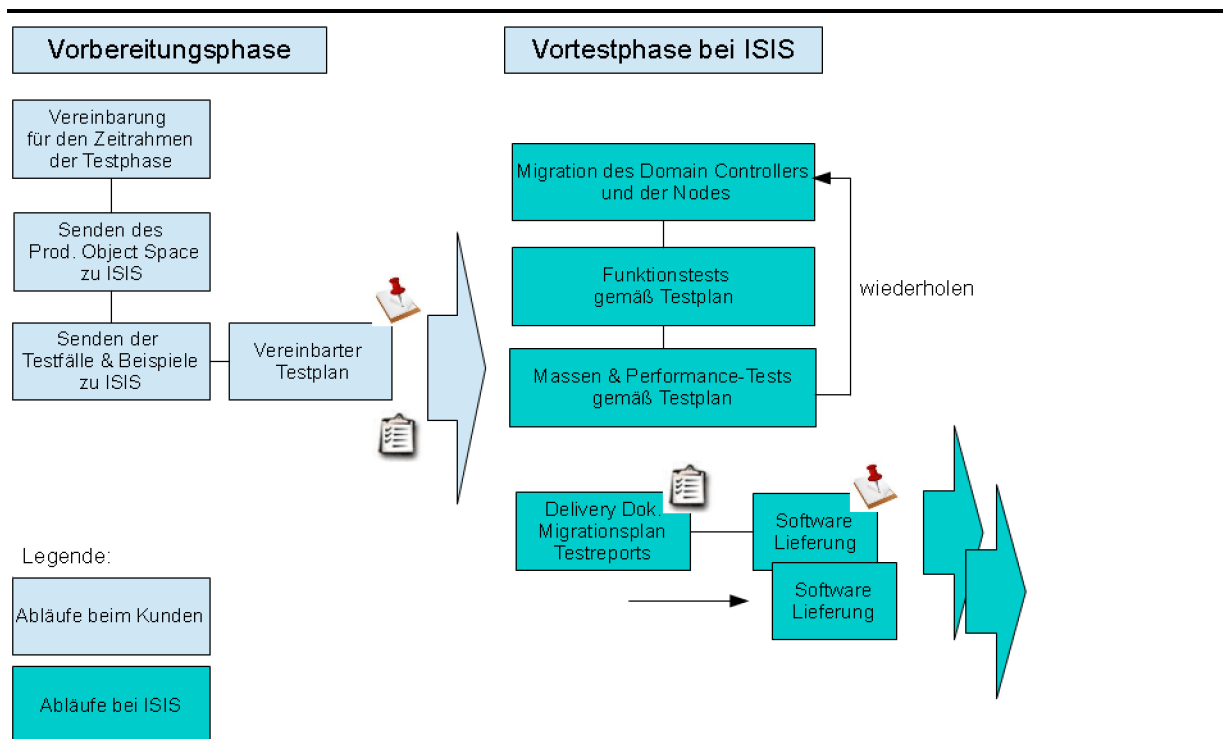 Vorbereitungsphase
Vereinbarung
für den Zeitrahmen
der Testphase
Senden des
Prod. Object Space
zu ISIS
Senden der
Testfälle & Beispiele
zu ISIS
Vereinbarter
Testplan
Vortestphase bei ISIS
Migration des Domain Controllers
und der Nodes
Funktionstests
gemäß Testplan
wiederholen
Massen & Performance-Tests
gemäß Testplan
Delivery Dok.
Migrationsplan
Testreports
Software
Lieferung
Software
Lieferung
Legende:
Abläufe beim Kunden
Abläufe bei ISIS